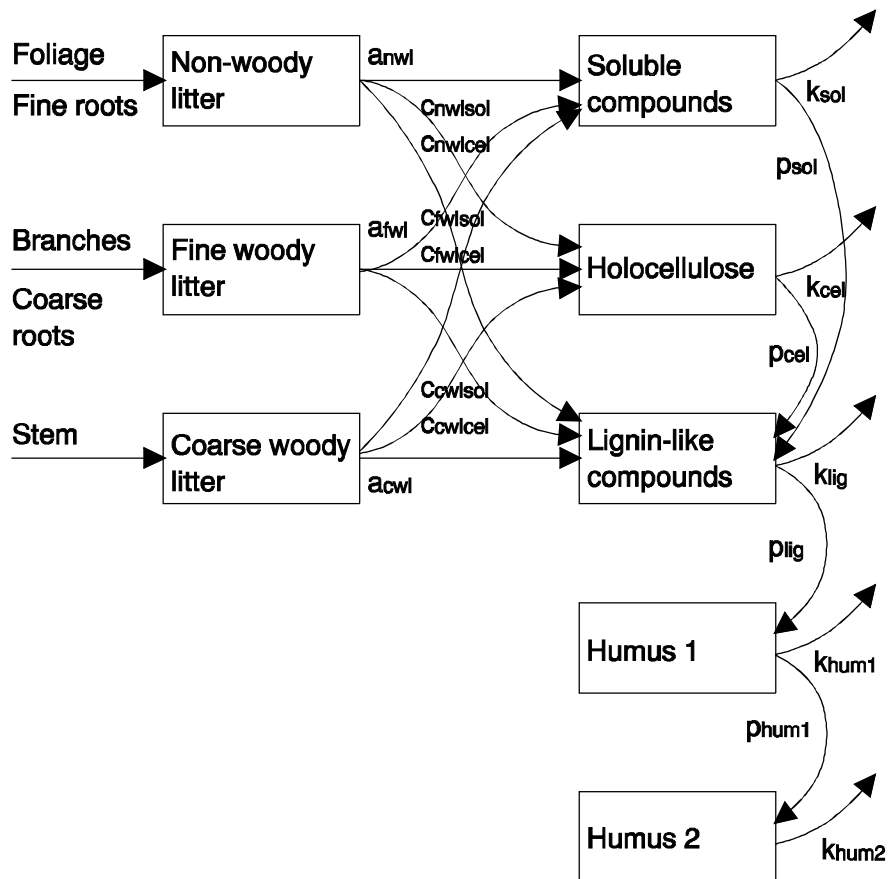 Foliage
Fine roots
Non-woody
litter
anwl
cnwlsol
cnwlcel
Soluble
compounds
ksol
psol
Branches
Coarse
roots
Fine woody
litter
afwl
cfwlsol
cfwlcel
Holocellulose
kcel
pcel
Stem
Coarse woody
litter
ccwlsol
ccwlcel
acwl
Lignin-like
compounds
klig
plig
Humus 1
khum1
phum1
Humus 2
khum2